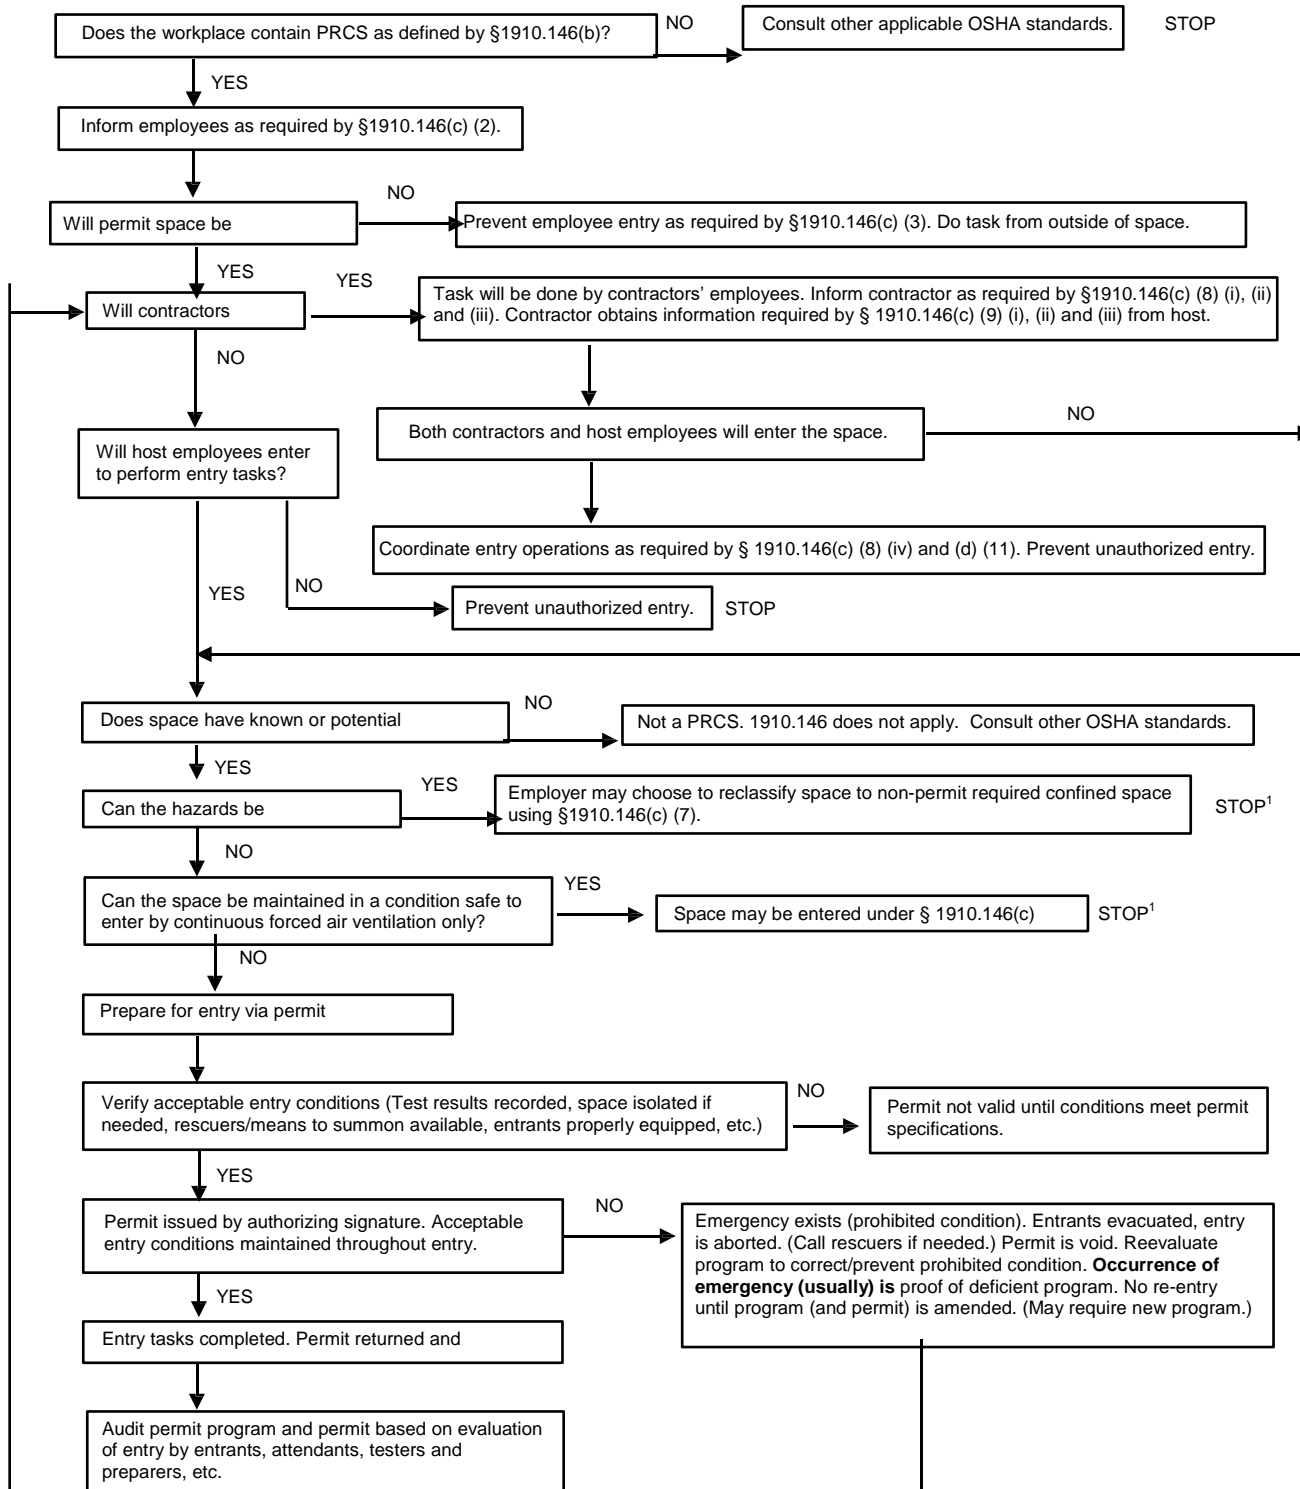 Does the workplace contain PRCS as defined by §1910.146(b)?
NO
Consult other applicable OSHA standards.
STOP
YES
Inform employees as required by §1910.146(c) (2).
NO
Will permit space be
Prevent employee entry as required by §1910.146(c) (3). Do task from outside of space.
YES
YES
Will contractors
Task will be done by contractors’ employees. Inform contractor as required by §1910.146(c) (8) (i), (ii)
and (iii). Contractor obtains information required by § 1910.146(c) (9) (i), (ii) and (iii) from host.
NO
Both contractors and host employees will enter the space.
NO
Will host employees enter
to perform entry tasks?
Coordinate entry operations as required by § 1910.146(c) (8) (iv) and (d) (11). Prevent unauthorized entry.
YES
NO
Prevent unauthorized entry.
STOP
Does space have known or potential
NO
Not a PRCS. 1910.146 does not apply. Consult other OSHA standards.
YES
Can the hazards be
YES
Employer may choose to reclassify space to non-permit required confined space
using §1910.146(c) (7).
STOP¹
NO
Can the space be maintained in a condition safe to
enter by continuous forced air ventilation only?
YES
Space may be entered under § 1910.146(c)
STOP¹
NO
Prepare for entry via permit
Verify acceptable entry conditions (Test results recorded, space isolated if
needed, rescuers/means to summon available, entrants properly equipped, etc.)
NO
Permit not valid until conditions meet permit
specifications.
YES
Permit issued by authorizing signature. Acceptable
entry conditions maintained throughout entry.
NO
Emergency exists (prohibited condition). Entrants evacuated, entry
is aborted. (Call rescuers if needed.) Permit is void. Reevaluate
program to correct/prevent prohibited condition. Occurrence of
emergency (usually) is proof of deficient program. No re-entry
until program (and permit) is amended. (May require new program.)
YES
Entry tasks completed. Permit returned and
Audit permit program and permit based on evaluation
of entry by entrants, attendants, testers and
preparers, etc.